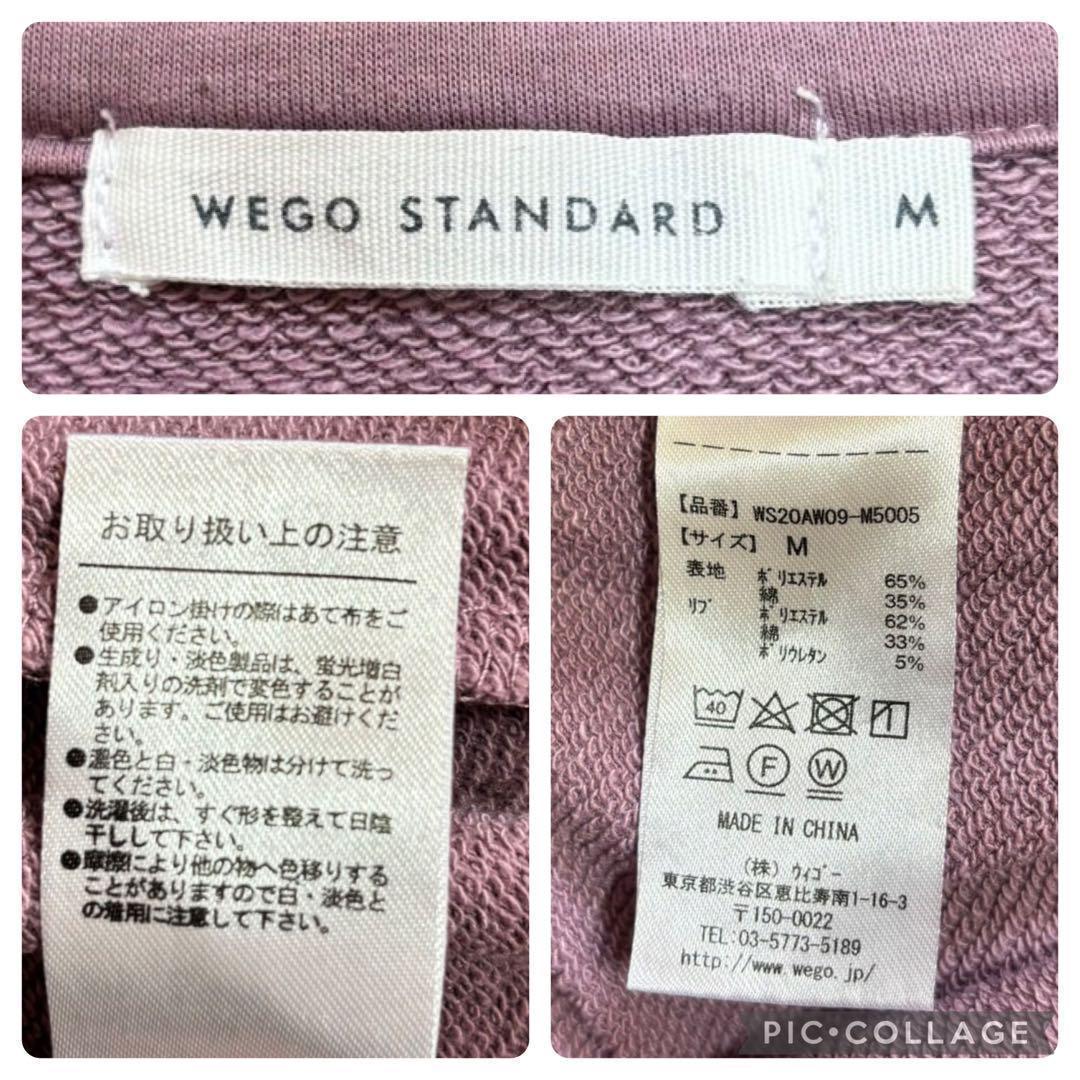 WEGO STANDARD M
お取り扱い上の注意
●アイロン掛けの際はあて布をご
使用ください。
●生成り・淡色製品は、蛍光増白
剤入りの洗剤で変色することが
あります。ご使用はお避けくだ
さい。
●濃色と白・淡色物は分けて洗っ
てください。
●洗濯後は、すぐ形を整えて日陰
干しして下さい。
●摩擦により他の物へ色移りする
ことがありますので白・淡色と
の着用に注意して下さい。
【品番】 WS20AW09-M5005
【サイズ】 M
表地 ポリエステル 65%
綿 35%
リブ ポリエステル 62%
綿 33%
ポリウレタン 5%
40
F W
MADE IN CHINA
(株) ウィゴー
東京都渋谷区恵比寿南1-16-3
〒150-0022
TEL:03-5773-5189
http://www.wego.jp/
PIC•COLLAGE